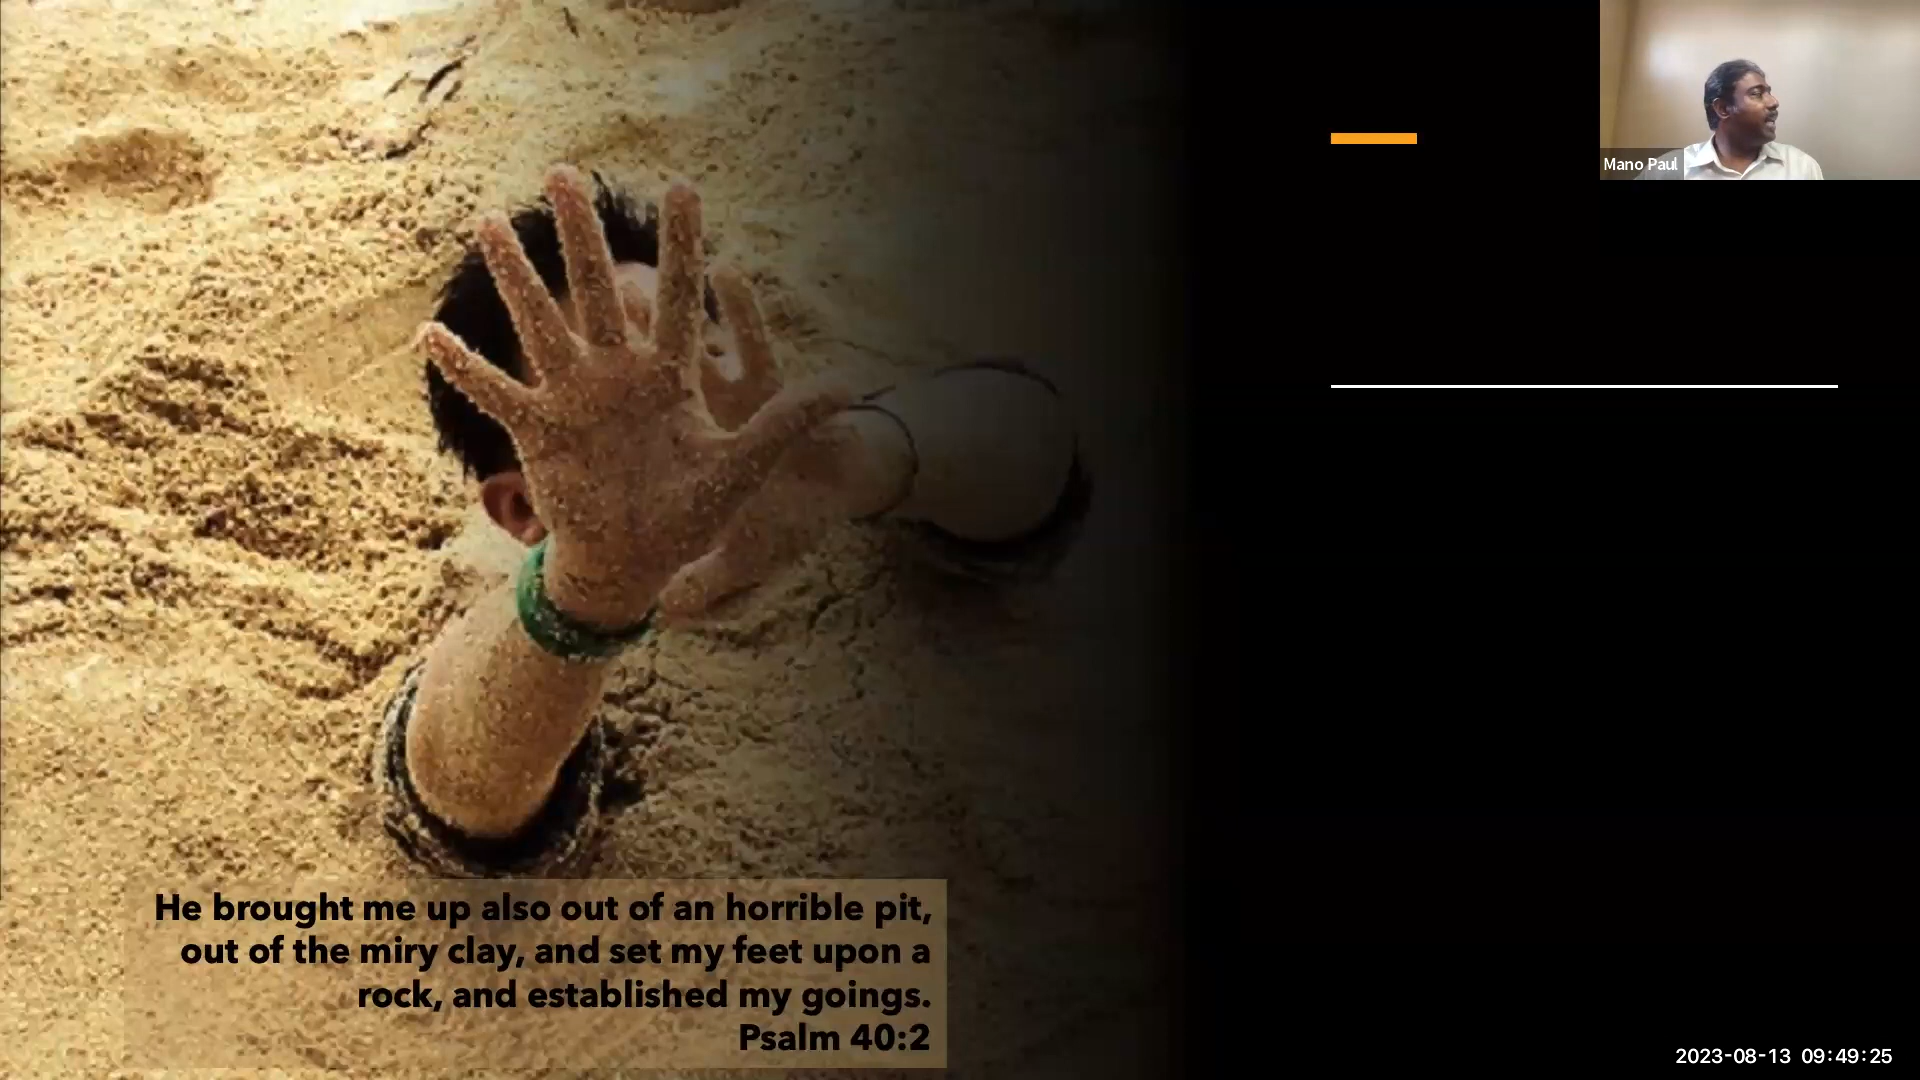 Mano Paul
He brought me up also out of an horrible pit,
out of the miry clay, and set my feet upon a
rock, and established my goings.
Psalm 40:2
2023-08-13 09:49:25